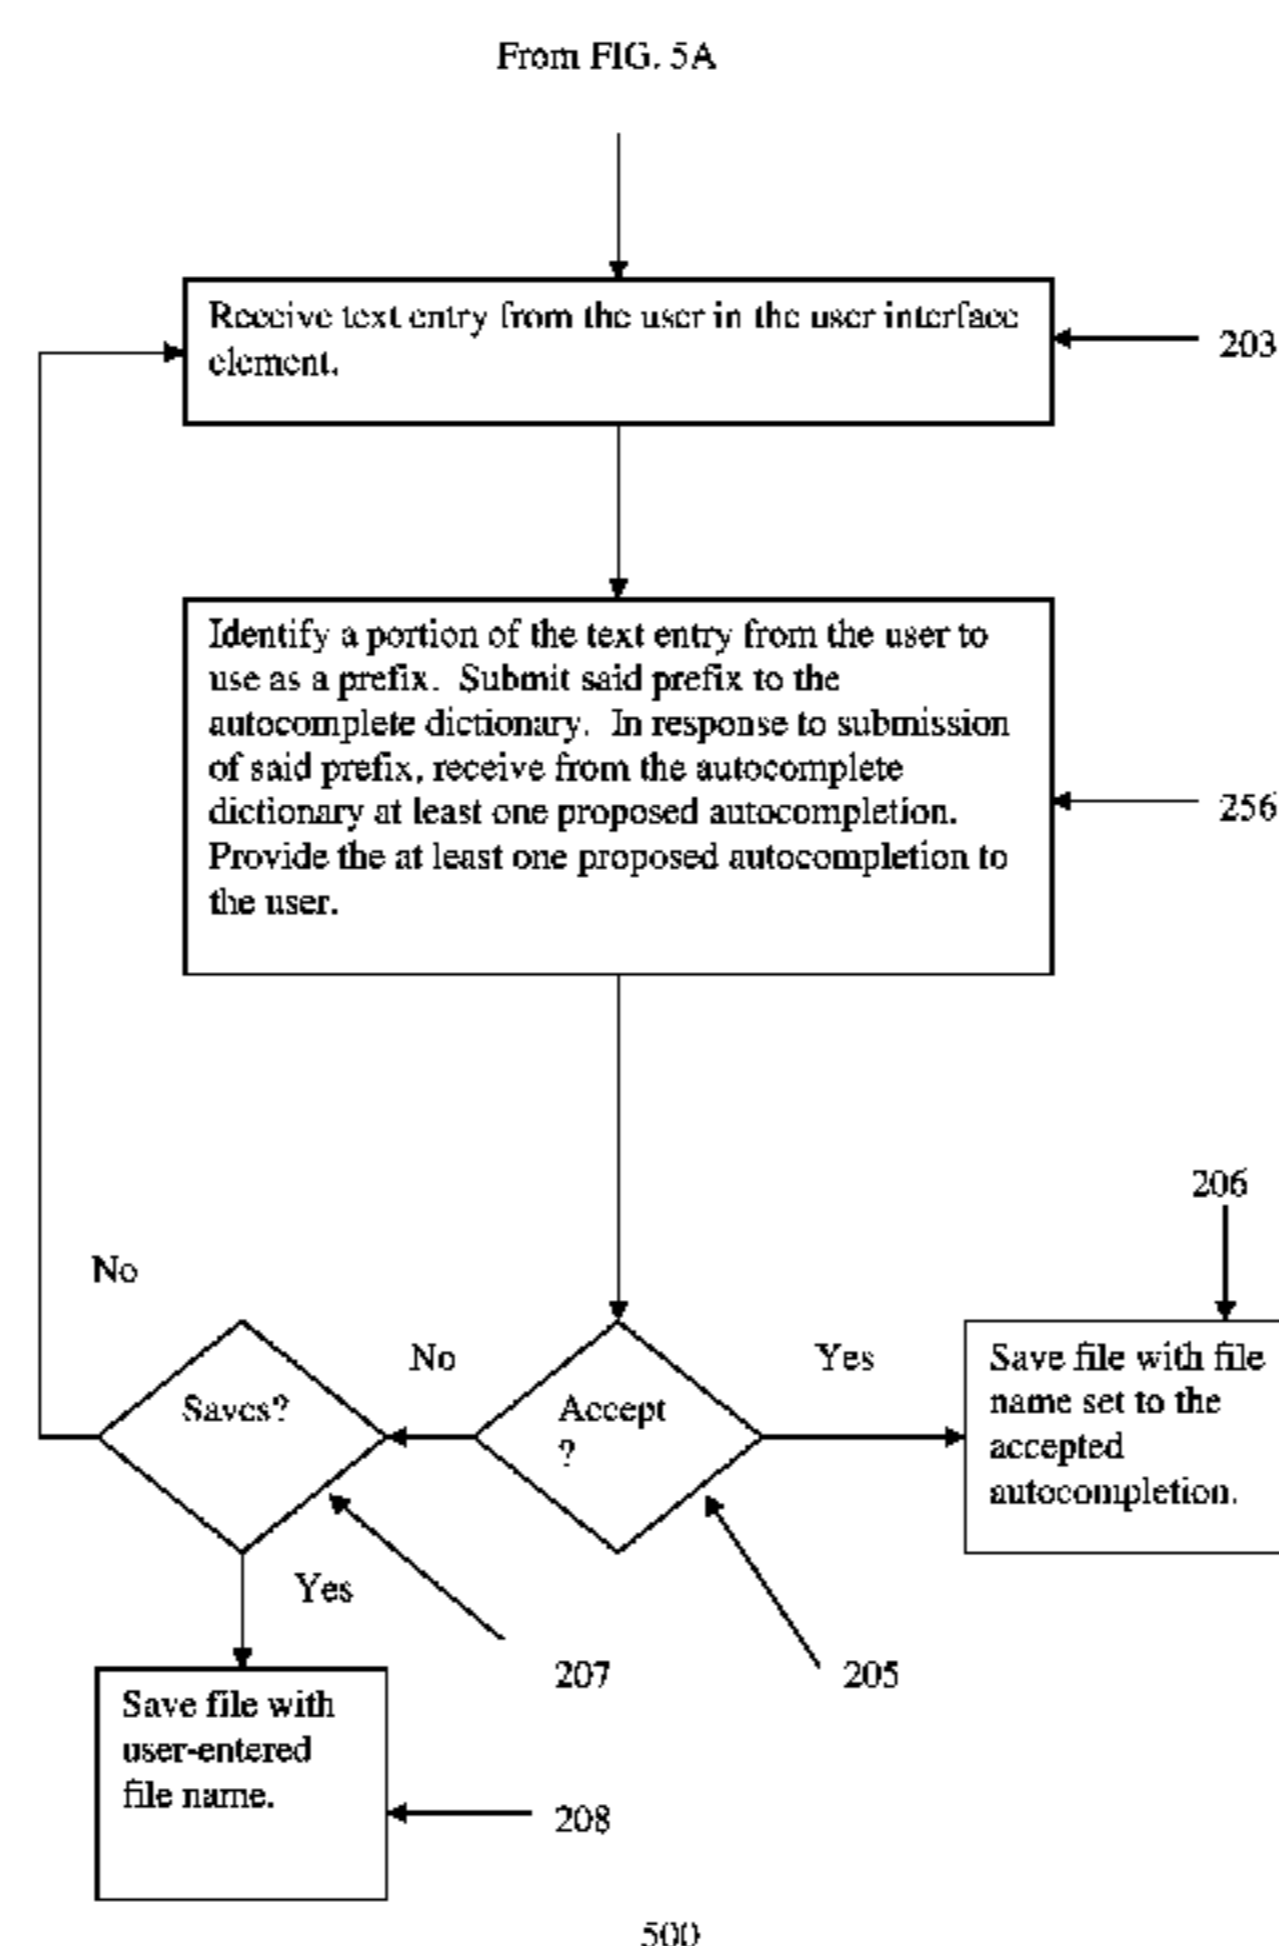 From FIG. 5A
Receive text entry from the user in the user interface
element.
203
Identify a portion of the text entry from the user to
use as a prefix.  Submit said prefix to the
autocomplete dictionary.  In response to submission
of said prefix, receive from the autocomplete
dictionary at least one proposed autocompletion.
Provide the at least one proposed autocompletion to
the user.
256
206
No
Saves?
No
Accept
?
Yes
Save file with file
name set to the
accepted
autocompletion.
Yes
207
205
Save file with
user-entered
file name.
208
500